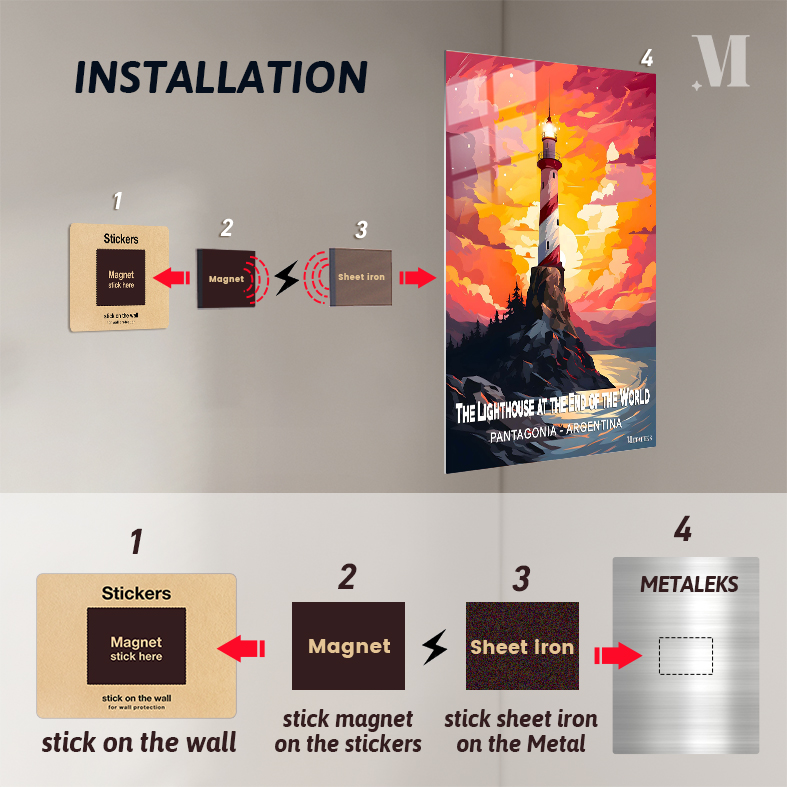 INSTALLATION
M
1
2
3
4
Stickers
Magnet
stick here
stick on the wall
for wall protection
Magnet
Sheet iron
THE LIGHTHOUSE AT THE END OF THE WORLD
PANTAGONIA - ARGENTINA
METALEKS
1
2
3
4
Stickers
Magnet
stick here
stick on the wall
for wall protection
Magnet
Sheet Iron
METALEKS
stick on the wall
stick magnet
on the stickers
stick sheet iron
on the Metal